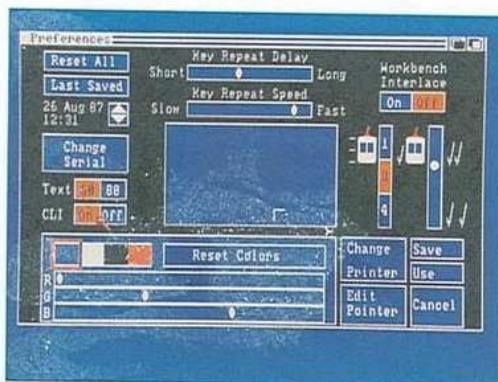 Preferences
Reset All
Last Saved
26 Aug 87
12:31
Change
Serial
Text 60 80
CLI On Off
Key Repeat Delay
Short Long
Key Repeat Speed
Slow Fast
Workbench
Interlace
On Off
1
4
Reset Colors
R
G
B
Change
Printer
Edit
Pointer
Save
Use
Cancel